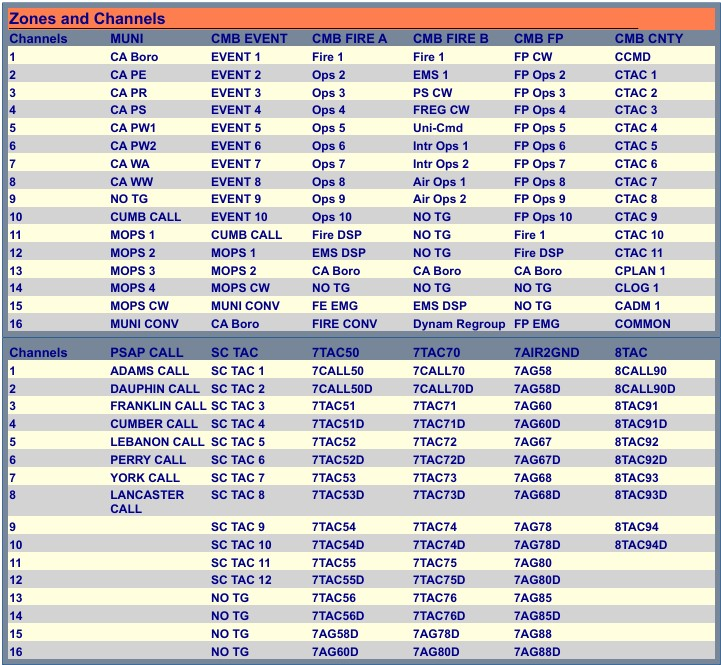 Zones and Channels
Channels MUNI CMB EVENT CMB FIRE A CMB FIRE B CMB FP CMB CNTY
1 CA Boro EVENT 1 Fire 1 Fire 1 FP CW CCMD
2 CA PE EVENT 2 Ops 2 EMS 1 FP Ops 2 CTAC 1
3 CA PR EVENT 3 Ops 3 PS CW FP Ops 3 CTAC 2
4 CA PS EVENT 4 Ops 4 FREG CW FP Ops 4 CTAC 3
5 CA PW1 EVENT 5 Ops 5 Uni-Cmd FP Ops 5 CTAC 4
6 CA PW2 EVENT 6 Ops 6 Intr Ops 1 FP Ops 6 CTAC 5
7 CA WA EVENT 7 Ops 7 Intr Ops 2 FP Ops 7 CTAC 6
8 CA WW EVENT 8 Ops 8 Air Ops 1 FP Ops 8 CTAC 7
9 NO TG EVENT 9 Ops 9 Air Ops 2 FP Ops 9 CTAC 8
10 CUMB CALL EVENT 10 Ops 10 NO TG FP Ops 10 CTAC 9
11 MOPS 1 CUMB CALL Fire DSP NO TG Fire 1 CTAC 10
12 MOPS 2 MOPS 1 EMS DSP NO TG Fire DSP CTAC 11
13 MOPS 3 MOPS 2 CA Boro CA Boro CA Boro CPLAN 1
14 MOPS 4 MOPS CW NO TG NO TG NO TG CLOG 1
15 MOPS CW MUNI CONV FE EMG EMS DSP NO TG CADM 1
16 MUNI CONV CA Boro FIRE CONV Dynam Regroup FP EMG COMMON
Channels PSAP CALL SC TAC 7TAC50 7TAC70 7AIR2GND 8TAC
1 ADAMS CALL SC TAC 1 7CALL50 7CALL70 7AG58 8CALL90
2 DAUPHIN CALL SC TAC 2 7CALL50D 7CALL70D 7AG58D 8CALL90D
3 FRANKLIN CALL SC TAC 3 7TAC51 7TAC71 7AG60 8TAC91
4 CUMBER CALL SC TAC 4 7TAC51D 7TAC71D 7AG60D 8TAC91D
5 LEBANON CALL SC TAC 5 7TAC52 7TAC72 7AG67 8TAC92
6 PERRY CALL SC TAC 6 7TAC52D 7TAC72D 7AG67D 8TAC92D
7 YORK CALL SC TAC 7 7TAC53 7TAC73 7AG68 8TAC93
8 LANCASTER SC TAC 8 7TAC53D 7TAC73D 7AG68D 8TAC93D
CALL
9 SC TAC 9 7TAC54 7TAC74 7AG78 8TAC94
10 SC TAC 10 7TAC54D 7TAC74D 7AG78D 8TAC94D
11 SC TAC 11 7TAC55 7TAC75 7AG80
12 SC TAC 12 7TAC55D 7TAC75D 7AG80D
13 NO TG 7TAC56 7TAC76 7AG85
14 NO TG 7TAC56D 7TAC76D 7AG85D
15 NO TG 7AG58D 7AG78D 7AG88
16 NO TG 7AG60D 7AG80D 7AG88D